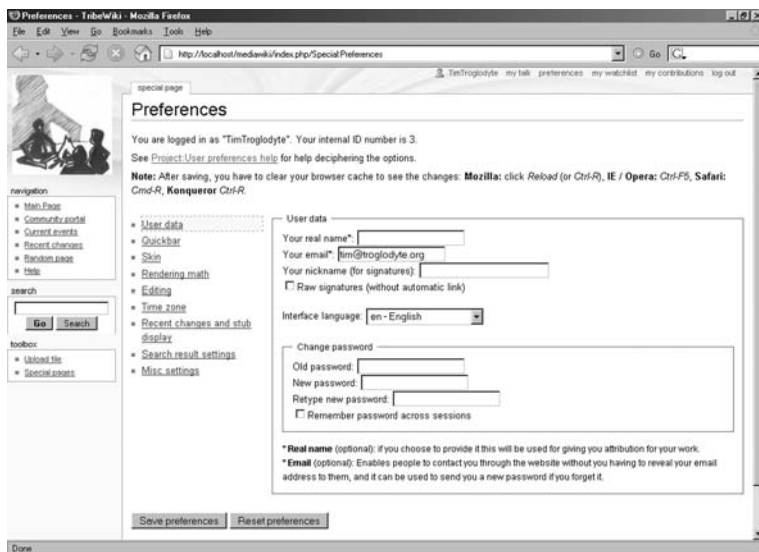 Preferences - TribeWiki - Mozilla Firefox
File Edit View Go Bookmarks Tools Help
http://localhost/mediawiki/index.php/Special:Preferences
Go
TimTroglodyte my talk preferences my watchlist my contributions log out
special page
Preferences
You are logged in as "TimTroglodyte". Your internal ID number is 3.
See Project:User preferences help for help deciphering the options.
Note: After saving, you have to clear your browser cache to see the changes: Mozilla: click Reload (or Ctrl-R), IE / Opera: Ctrl-F5, Safari:
Cmd-R, Konqueror Ctrl-R.
navigation
Main Page
Community portal
Current events
Recent changes
Random page
Help
search
Go Search
toolbox
Upload file
Special pages
User data
Quickbar
Skin
Rendering math
Editing
Time zone
Recent changes and stub
display
Search result settings
Misc settings
User data
Your real name*:
Your email*: tim@troglodyte.org
Your nickname (for signatures):
Raw signatures (without automatic link)
Interface language: en - English
Change password
Old password:
New password:
Retype new password:
Remember password across sessions
* Real name (optional): if you choose to provide it this will be used for giving you attribution for your work.
* Email (optional): Enables people to contact you through the website without you having to reveal your email
address to them, and it can be used to send you a new password if you forget it.
Save preferences Reset preferences
Done